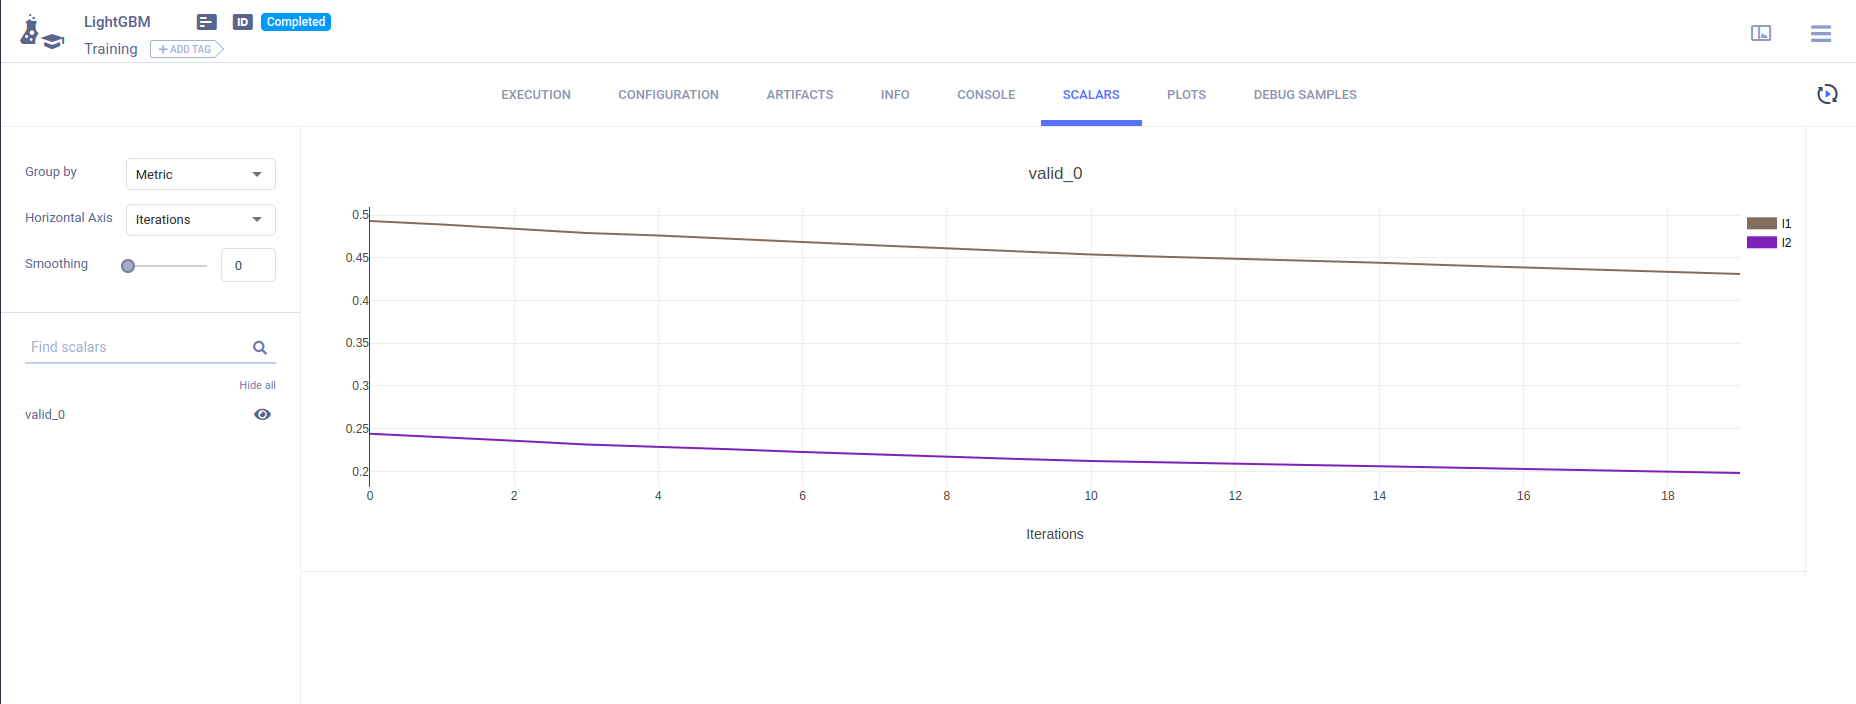 LightGBM ID Completed
Training + ADD TAG
EXECUTION CONFIGURATION ARTIFACTS INFO CONSOLE SCALARS PLOTS DEBUG SAMPLES
Group by Metric
Horizontal Axis Iterations
Smoothing 0
Find scalars
Hide all
valid_0
valid_0
0.5
0.45
0.4
0.35
0.3
0.25
0.2
0 2 4 6 8 10 12 14 16 18
Iterations
l1
l2